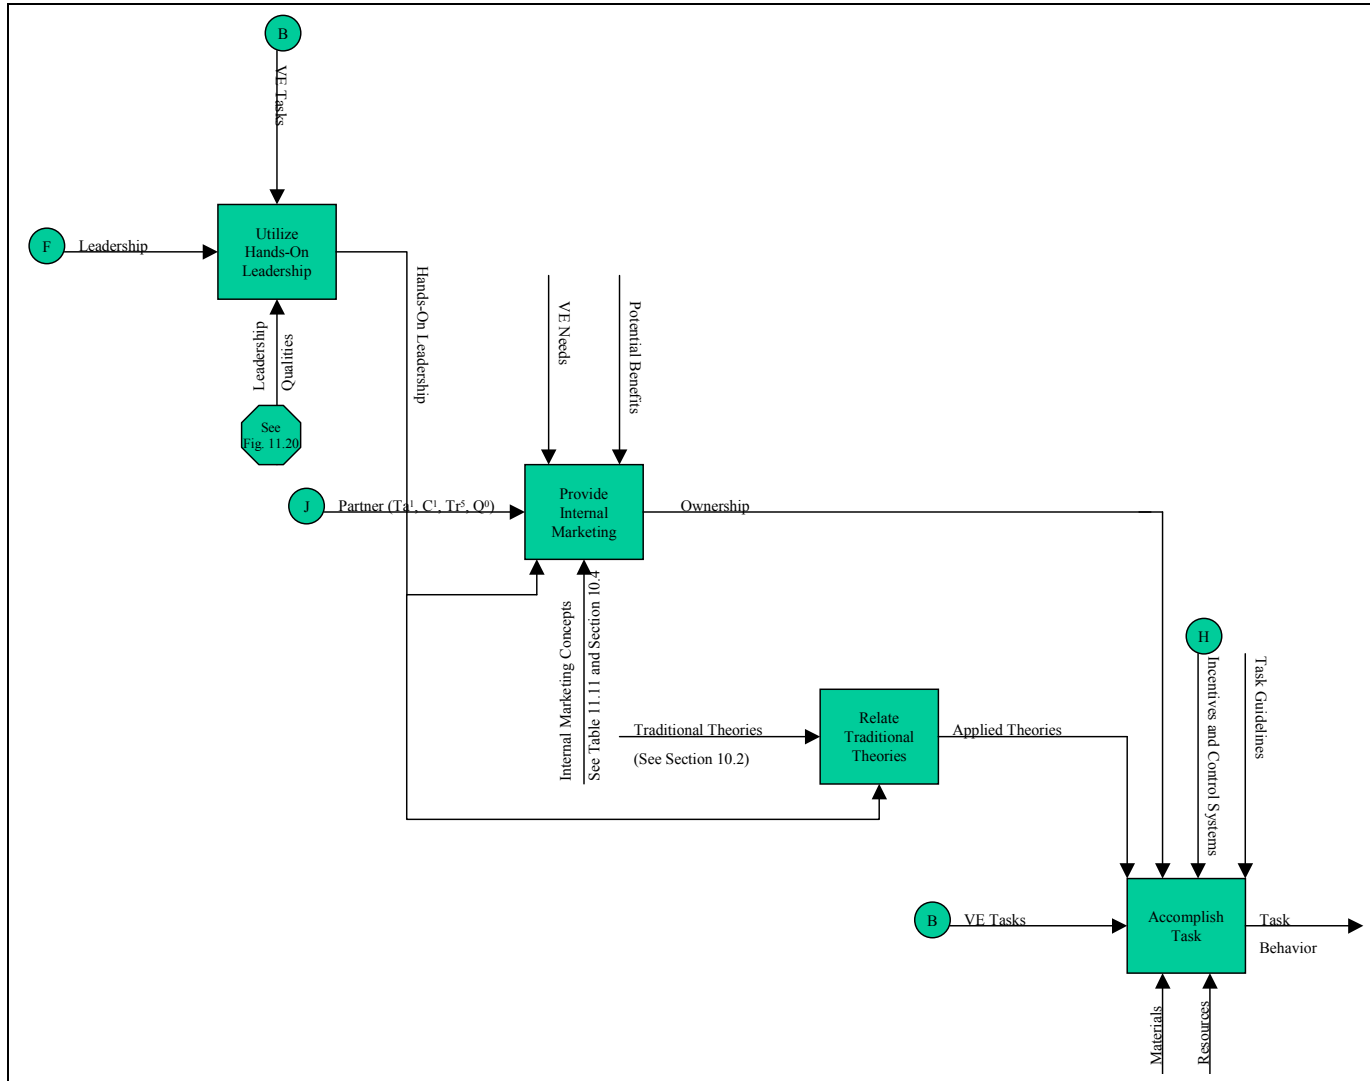 B
VE Tasks
F
Leadership
Utilize
Hands-On
Leadership
Hands-On Leadership
Leadership
Qualities
See
Fig. 11.20
VE Needs
Potential Benefits
J
Partner (Ta¹, C¹, Tr⁵, Q⁰)
Provide
Internal
Marketing
Ownership
Internal Marketing Concepts
See Table 11.11 and Section 10.4
Traditional Theories
(See Section 10.2)
Relate
Traditional
Theories
Applied Theories
H
Incentives and Control Systems
Task Guidelines
B
VE Tasks
Accomplish
Task
Task
Behavior
Materials
Resources